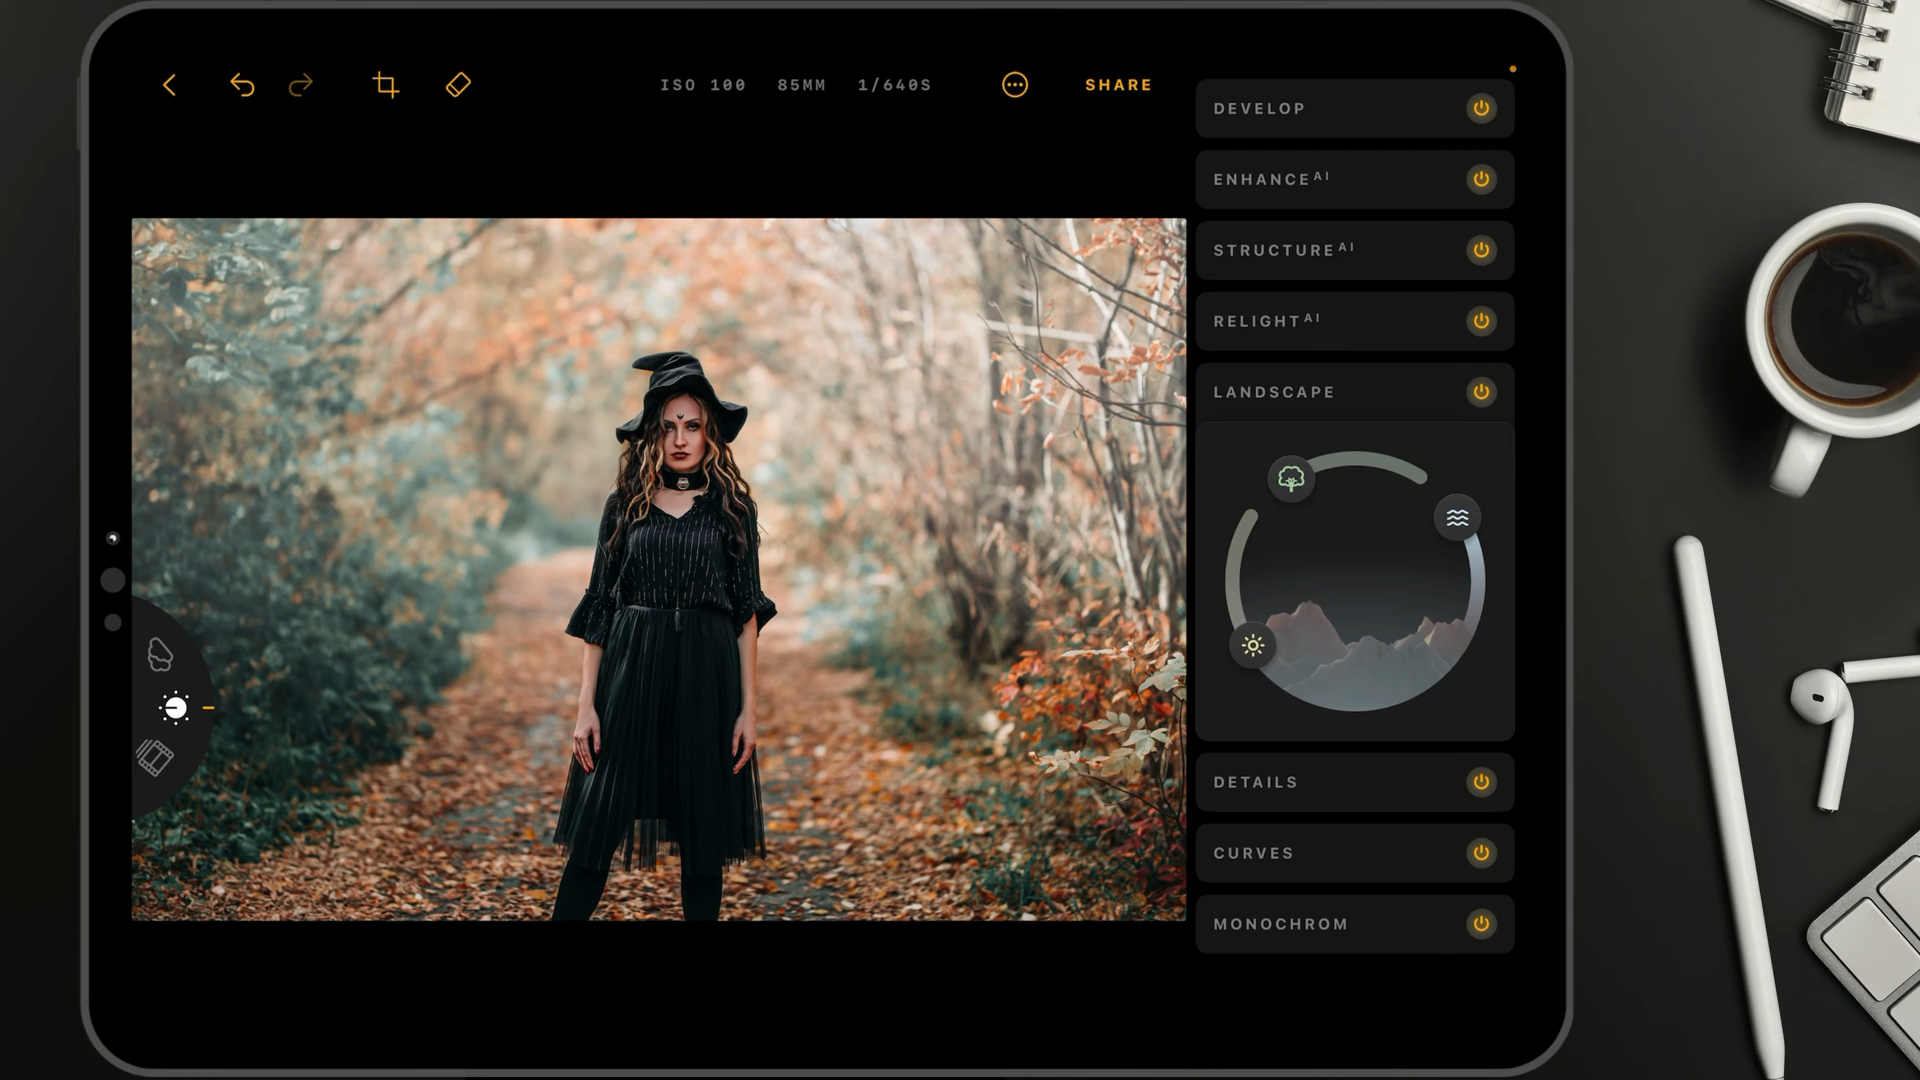 ISO 100 85MM 1/640S
SHARE
DEVELOP
ENHANCE AI
STRUCTURE AI
RELIGHT AI
LANDSCAPE
DETAILS
CURVES
MONOCHROM